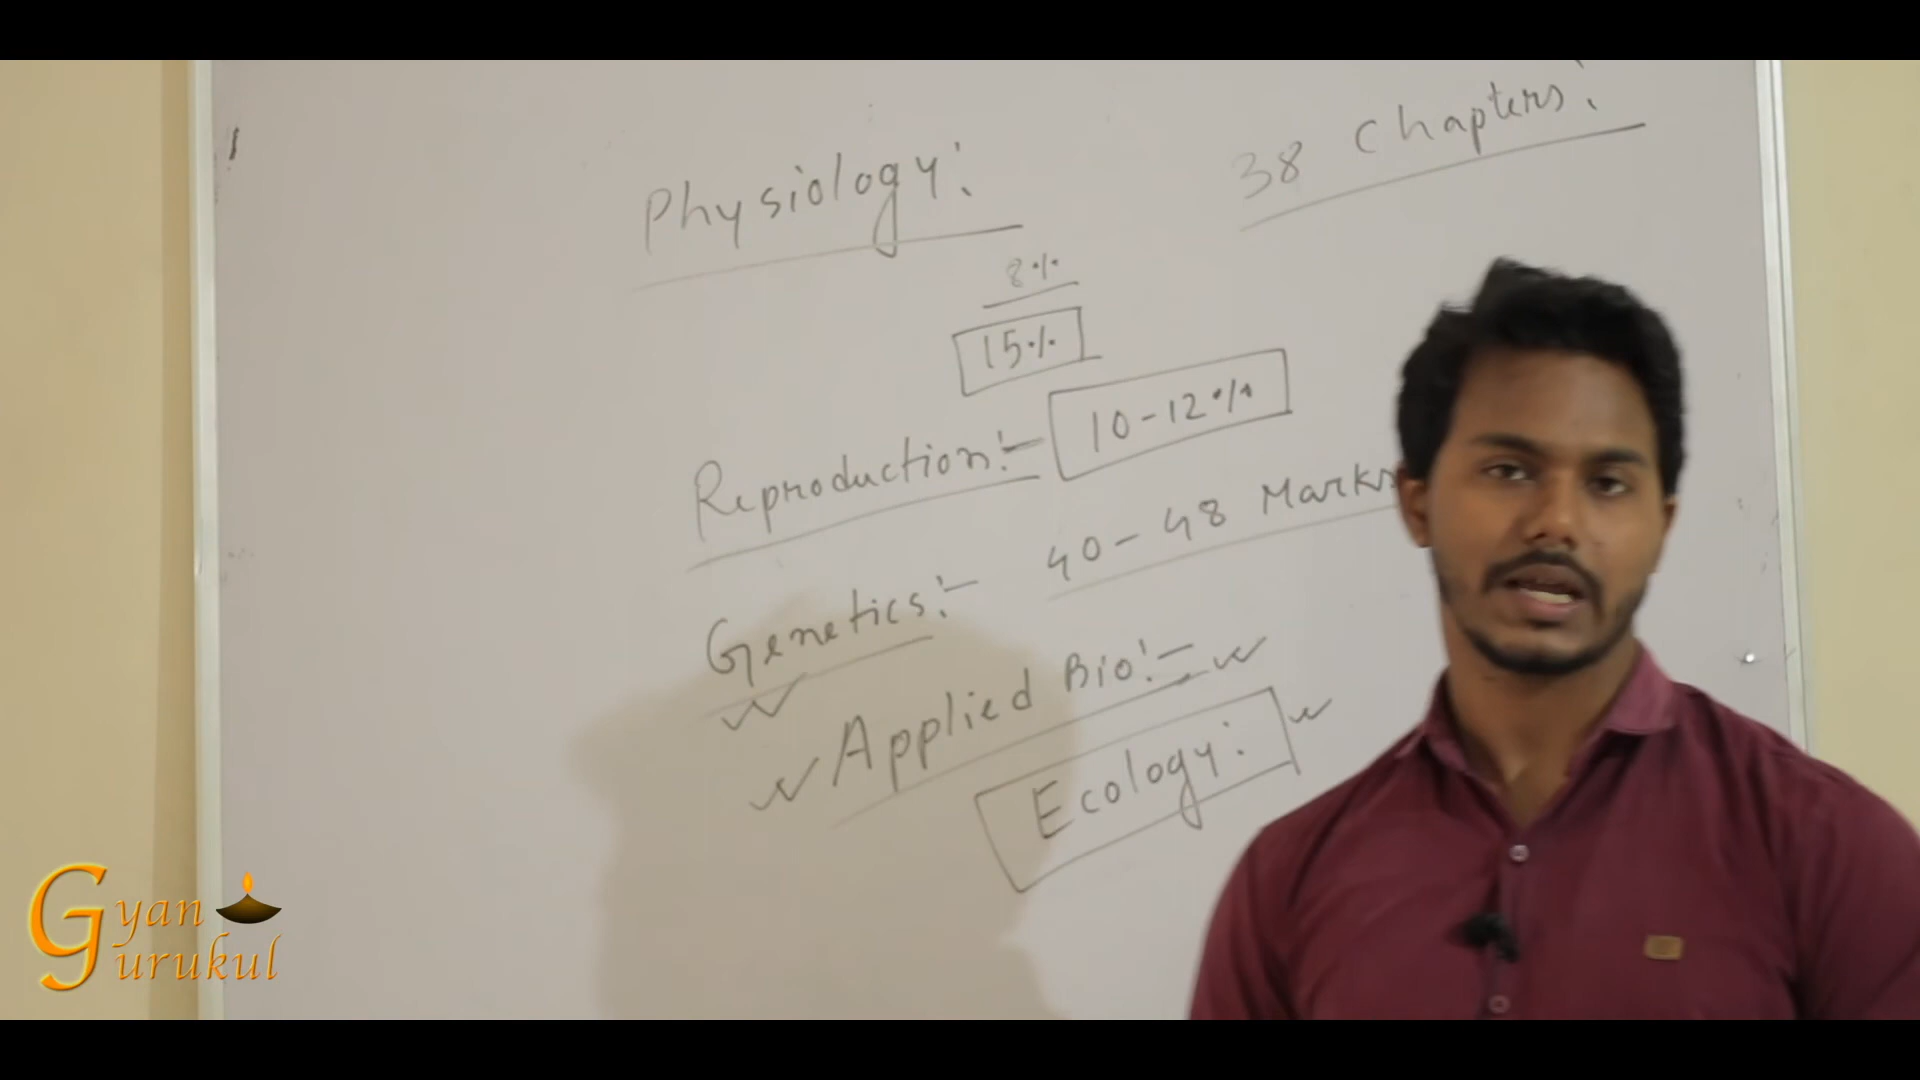 38 Chapters:
Physiology:
8%
15%
Reproduction:- 10-12%
40-48 Marks
Genetics:-
Applied Bio:-
Ecology:
Gyan
Gurukul